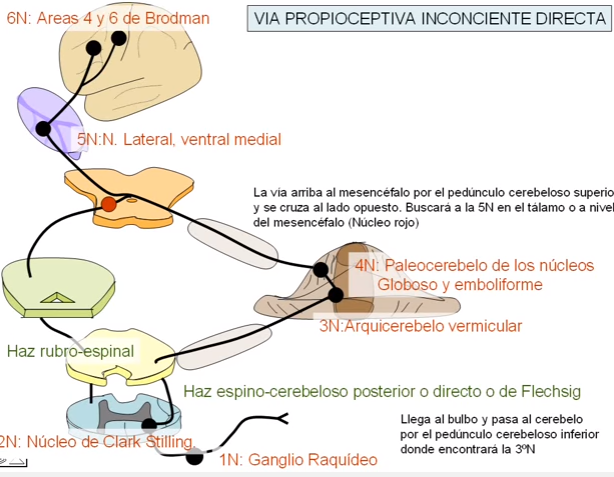 6N: Areas 4 y 6 de Brodman
VIA PROPIOCEPTIVA INCONCIENTE DIRECTA
5N:N. Lateral, ventral medial
La vía arriba al mesencéfalo por el pedúnculo cerebeloso superio
y se cruza al lado opuesto. Buscará a la 5N en el tálamo o a nivel
del mesencéfalo (Núcleo rojo)
4N: Paleocerebelo de los núcleos
Globoso y emboliforme
3N:Arquicerebelo vermicular
Haz rubro-espinal
Haz espino-cerebeloso posterior o directo o de Flechsig
Llega al bulbo y pasa al cerebelo
por el pedúnculo cerebeloso inferior
donde encontrará la 3ºN
2N: Núcleo de Clark Stilling
1N: Ganglio Raquídeo